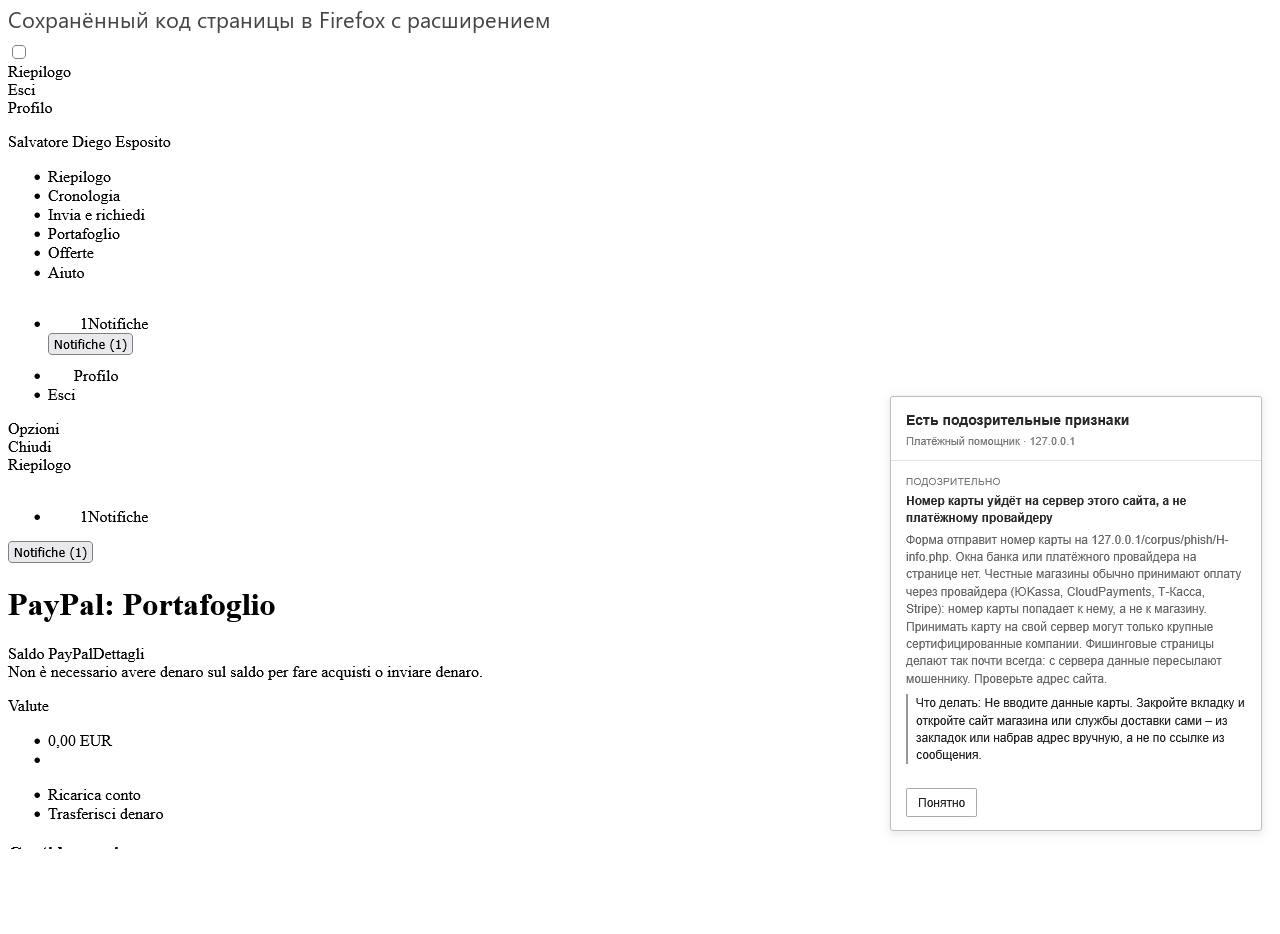 Сохранённый код страницы в Firefox с расширением
Riepilogo
Esci
Profilo
Salvatore Diego Esposito
Riepilogo
Cronologia
Invia e richiedi
Portafoglio
Offerte
Aiuto
1Notifiche
Notifiche (1)
Profilo
Esci
Opzioni
Chiudi
Riepilogo
1Notifiche
Notifiche (1)
PayPal: Portafoglio
Saldo PayPalDettagli
Non è necessario avere denaro sul saldo per fare acquisti o inviare denaro.
Valute
0,00 EUR
Ricarica conto
Trasferisci denaro
Есть подозрительные признаки
Платёжный помощник · 127.0.0.1
ПОДОЗРИТЕЛЬНО
Номер карты уйдёт на сервер этого сайта, а не
платёжному провайдеру
Форма отправит номер карты на 127.0.0.1/corpus/phish/H-
info.php. Окна банка или платёжного провайдера на
странице нет. Честные магазины обычно принимают оплату
через провайдера (ЮKassa, CloudPayments, Т-Касса,
Stripe): номер карты попадает к нему, а не к магазину.
Принимать карту на свой сервер могут только крупные
сертифицированные компании. Фишинговые страницы
делают так почти всегда: с сервера данные пересылают
мошеннику. Проверьте адрес сайта.
Что делать: Не вводите данные карты. Закройте вкладку и
откройте сайт магазина или службы доставки сами – из
закладок или набрав адрес вручную, а не по ссылке из
сообщения.
Понятно